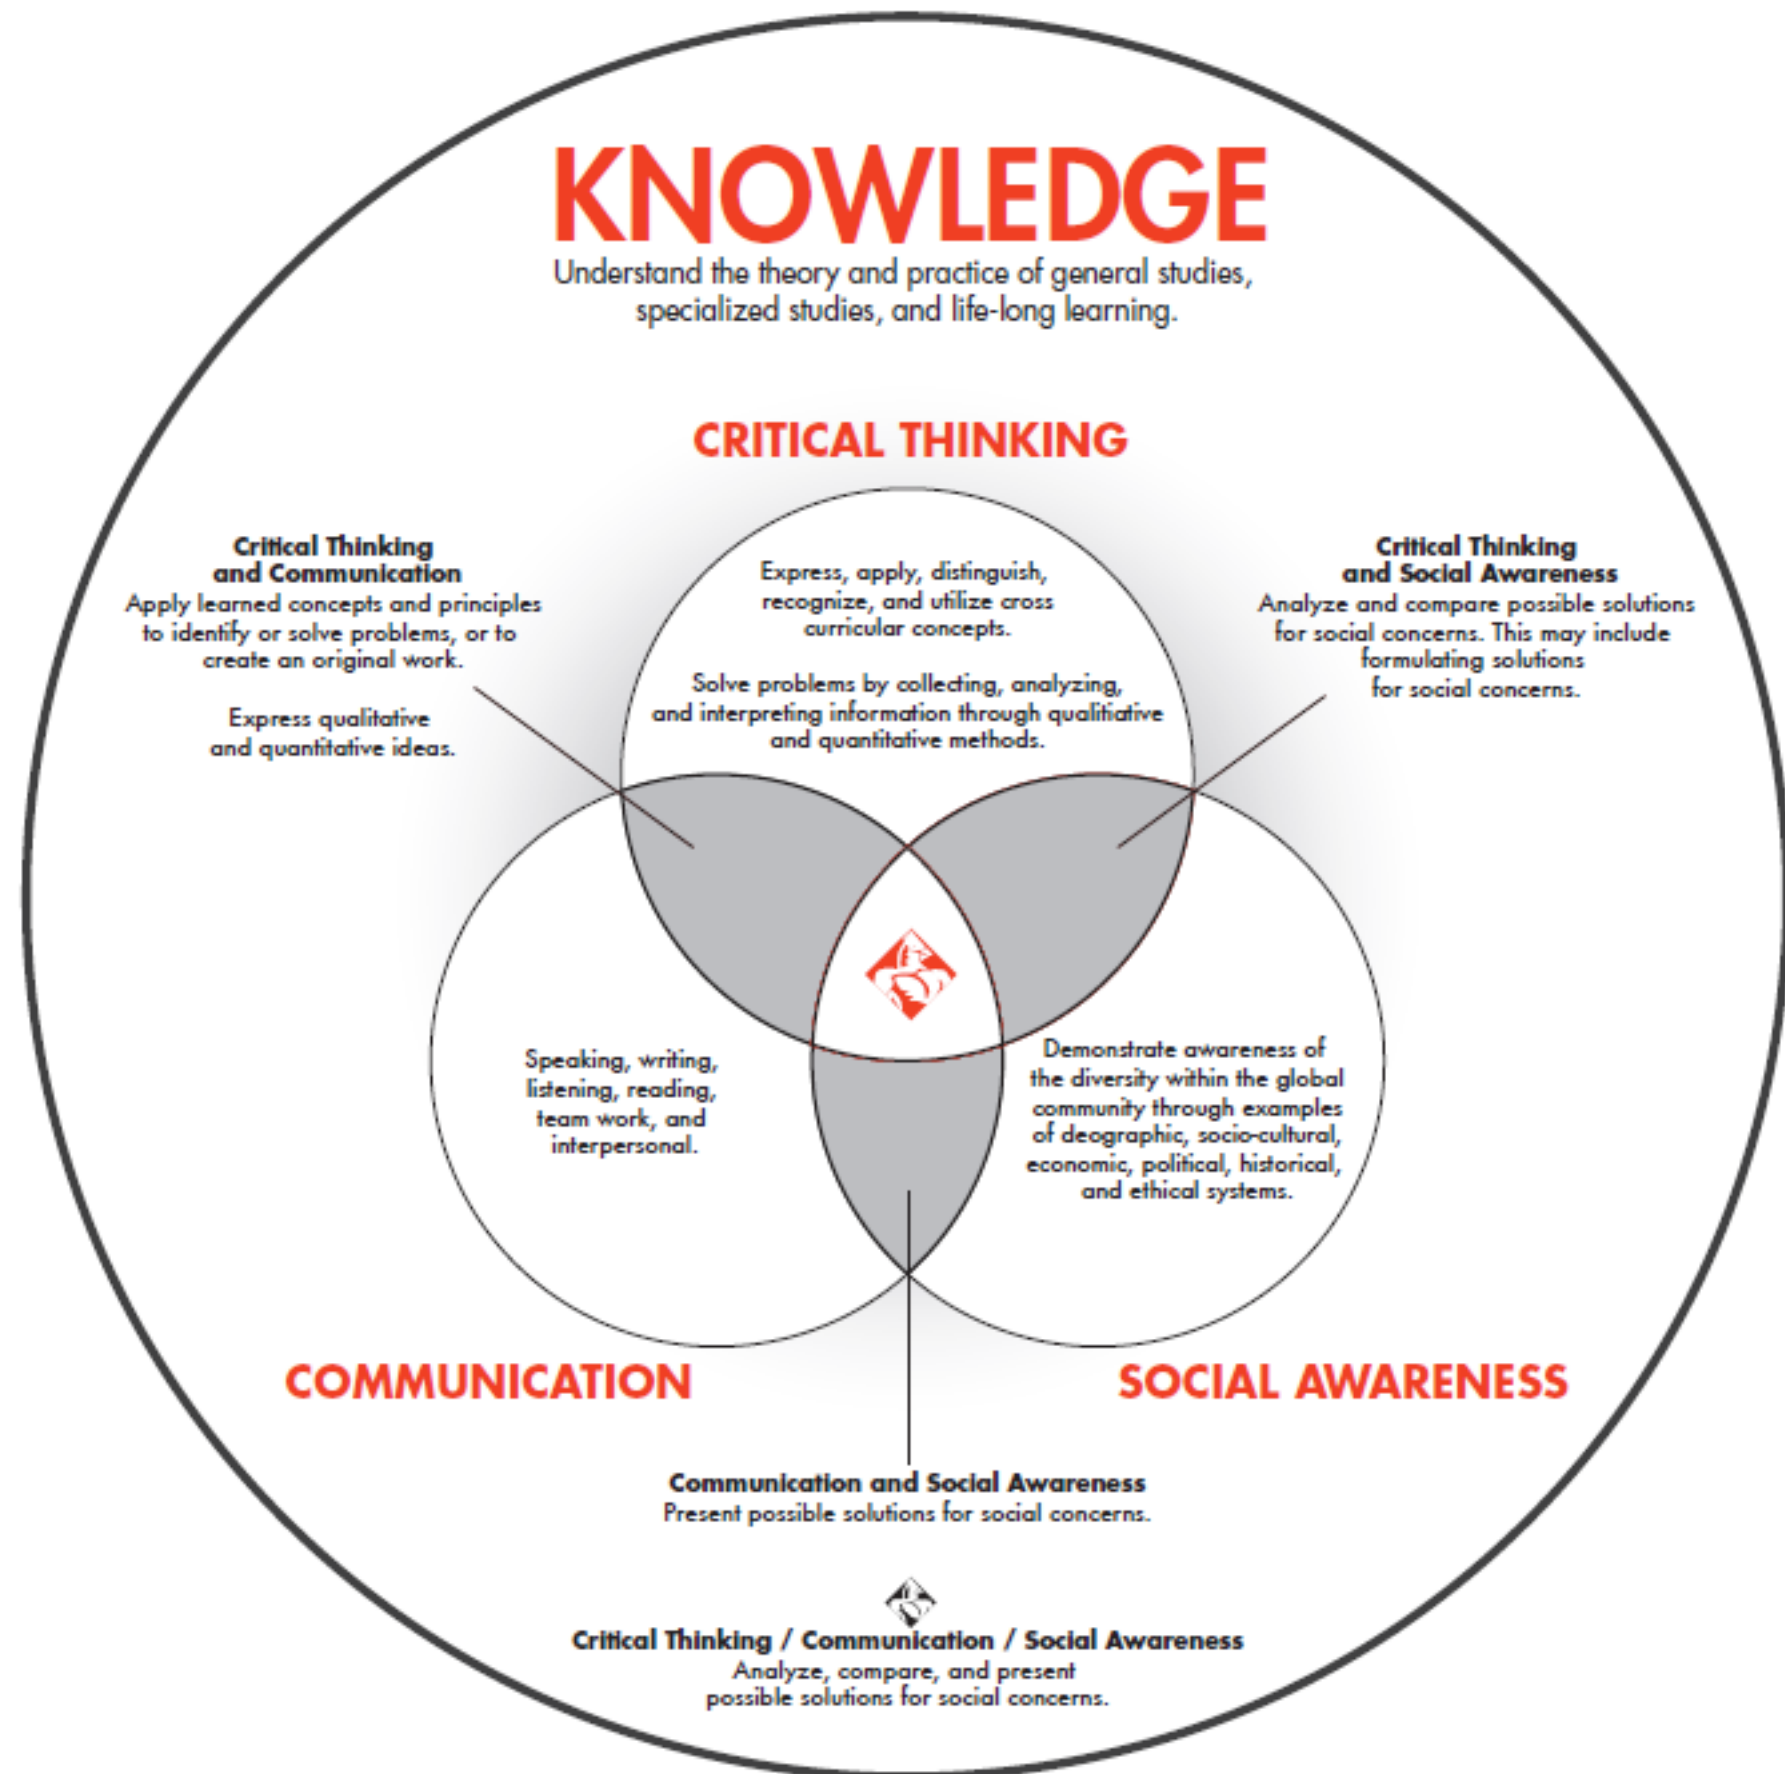 KNOWLEDGE
Understand the theory and practice of general studies,
specialized studies, and life-long learning.
CRITICAL THINKING
Critical Thinking
and Communication
Apply learned concepts and principles
to identify or solve problems, or to
create an original work.
Express qualitative
and quantitative ideas.
Express, apply, distinguish,
recognize, and utilize cross
curricular concepts.
Solve problems by collecting, analyzing,
and interpreting information through qualitiative
and quantitative methods.
Critical Thinking
and Social Awareness
Analyze and compare possible solutions
for social concerns. This may include
formulating solutions
for social concerns.
Speaking, writing,
listening, reading,
team work, and
interpersonal.
Demonstrate awareness of
the diversity within the global
community through examples
of deographic, socio-cultural,
economic, political, historical,
and ethical systems.
COMMUNICATION
SOCIAL AWARENESS
Communication and Social Awareness
Present possible solutions for social concerns.
Critical Thinking / Communication / Social Awareness
Analyze, compare, and present
possible solutions for social concerns.